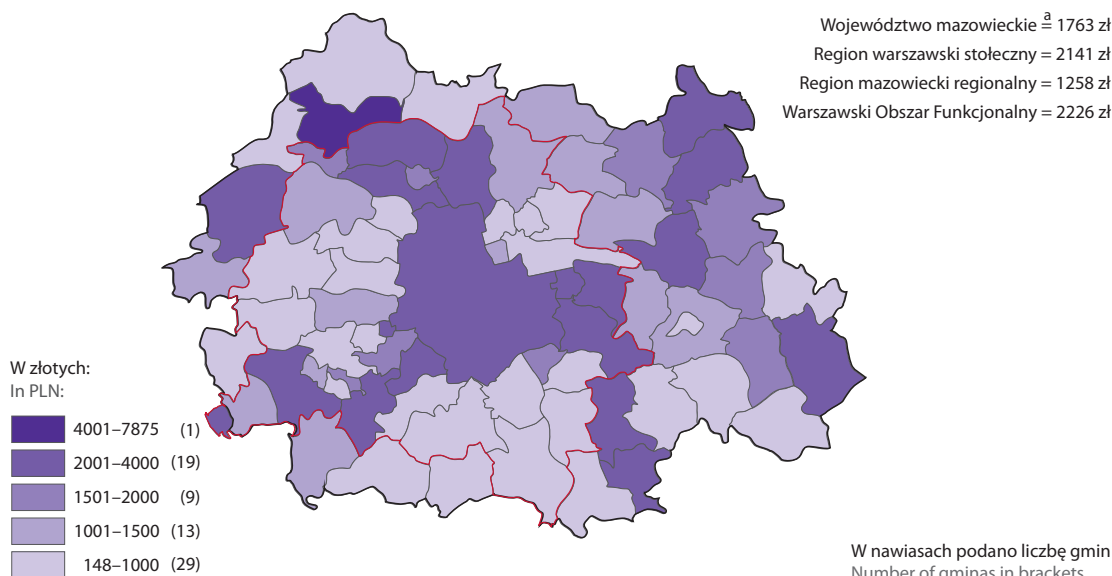 Województwo mazowieckie a = 1763 zł
Region warszawski stołeczny = 2141 zł
Region mazowiecki regionalny = 1258 zł
Warszawski Obszar Funkcjonalny = 2226 zł
W złotych:
In PLN:
4001–7875 (1)
2001–4000 (19)
1501–2000 (9)
1001–1500 (13)
148–1000 (29)
W nawiasach podano liczbę gmin
Number of gminas in brackets